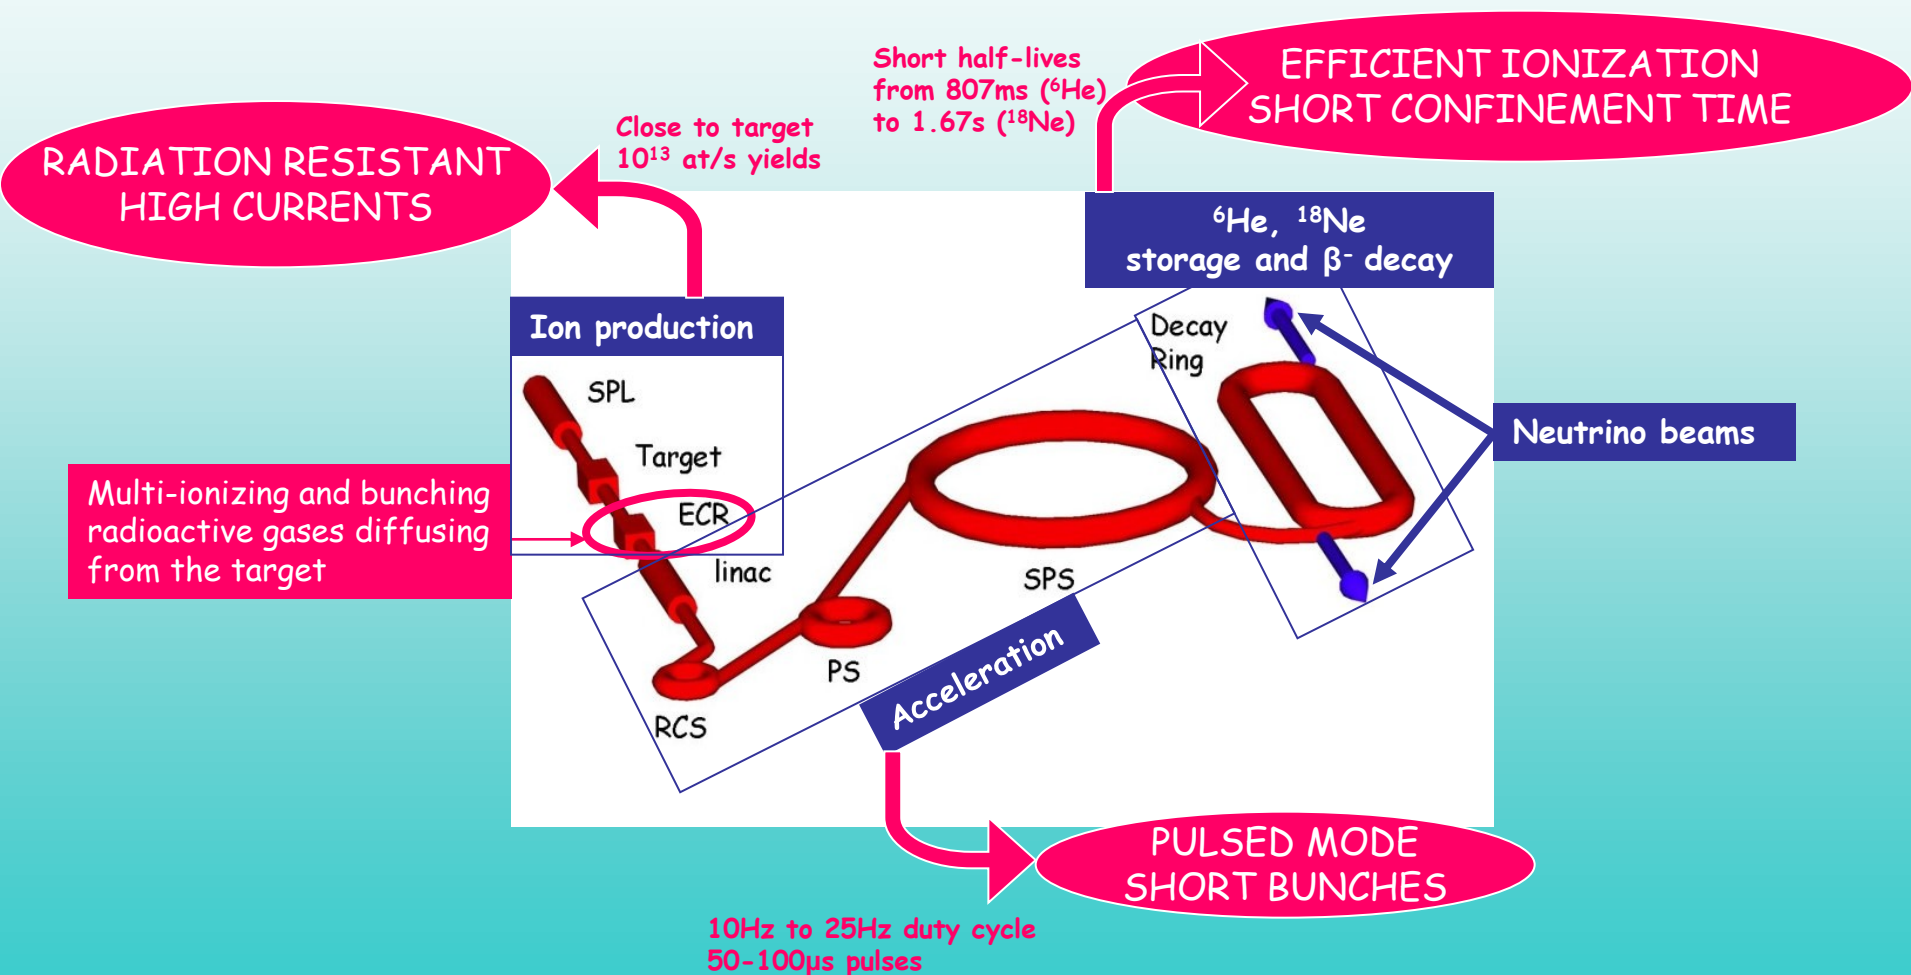 Short half-lives
from 807ms (⁶He)
to 1.67s (¹⁸Ne)
EFFICIENT IONIZATION
SHORT CONFINEMENT TIME
Close to target
10¹³ at/s yields
RADIATION RESISTANT
HIGH CURRENTS
⁶He, ¹⁸Ne
storage and β⁻ decay
Ion production
Decay
Ring
SPL
Target
ECR
linac
Neutrino beams
Multi-ionizing and bunching
radioactive gases diffusing
from the target
SPS
PS
RCS
Acceleration
PULSED MODE
SHORT BUNCHES
10Hz to 25Hz duty cycle
50-100µs pulses